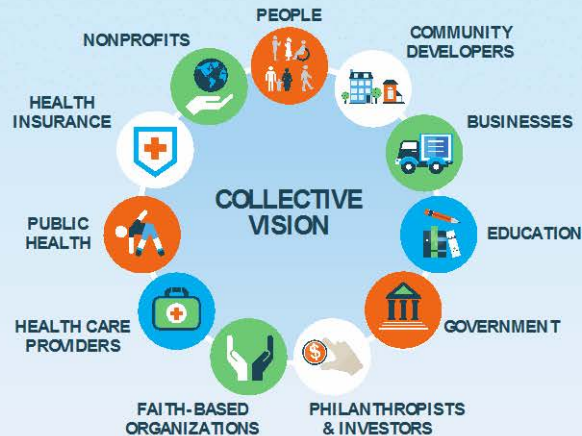 PEOPLE
COMMUNITY
DEVELOPERS
BUSINESSES
EDUCATION
GOVERNMENT
PHILANTHROPISTS
& INVESTORS
FAITH-BASED
ORGANIZATIONS
HEALTH CARE
PROVIDERS
PUBLIC
HEALTH
HEALTH
INSURANCE
NONPROFITS
COLLECTIVE
VISION
$